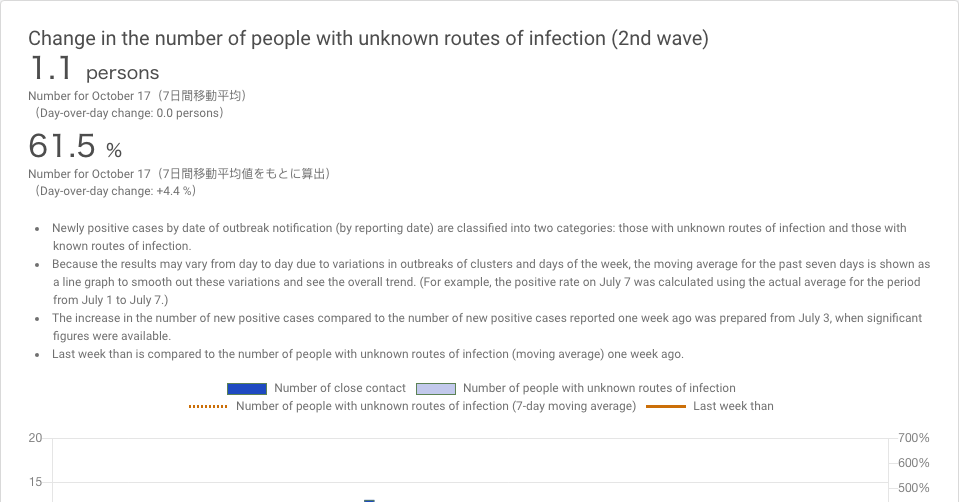 Change in the number of people with unknown routes of infection (2nd wave)
1.1 persons
Number for October 17（7日間移動平均）
（Day-over-day change: 0.0 persons）
61.5 %
Number for October 17（7日間移動平均値をもとに算出）
（Day-over-day change: +4.4 %）
• Newly positive cases by date of outbreak notification (by reporting date) are classified into two categories: those with unknown routes of infection and those with
known routes of infection.
• Because the results may vary from day to day due to variations in outbreaks of clusters and days of the week, the moving average for the past seven days is shown as
a line graph to smooth out these variations and see the overall trend. (For example, the positive rate on July 7 was calculated using the actual average for the period
from July 1 to July 7.)
• The increase in the number of new positive cases compared to the number of new positive cases reported one week ago was prepared from July 3, when significant
figures were available.
• Last week than is compared to the number of people with unknown routes of infection (moving average) one week ago.
Number of close contact Number of people with unknown routes of infection
Number of people with unknown routes of infection (7-day moving average) Last week than
20 700%
600%
15 500%